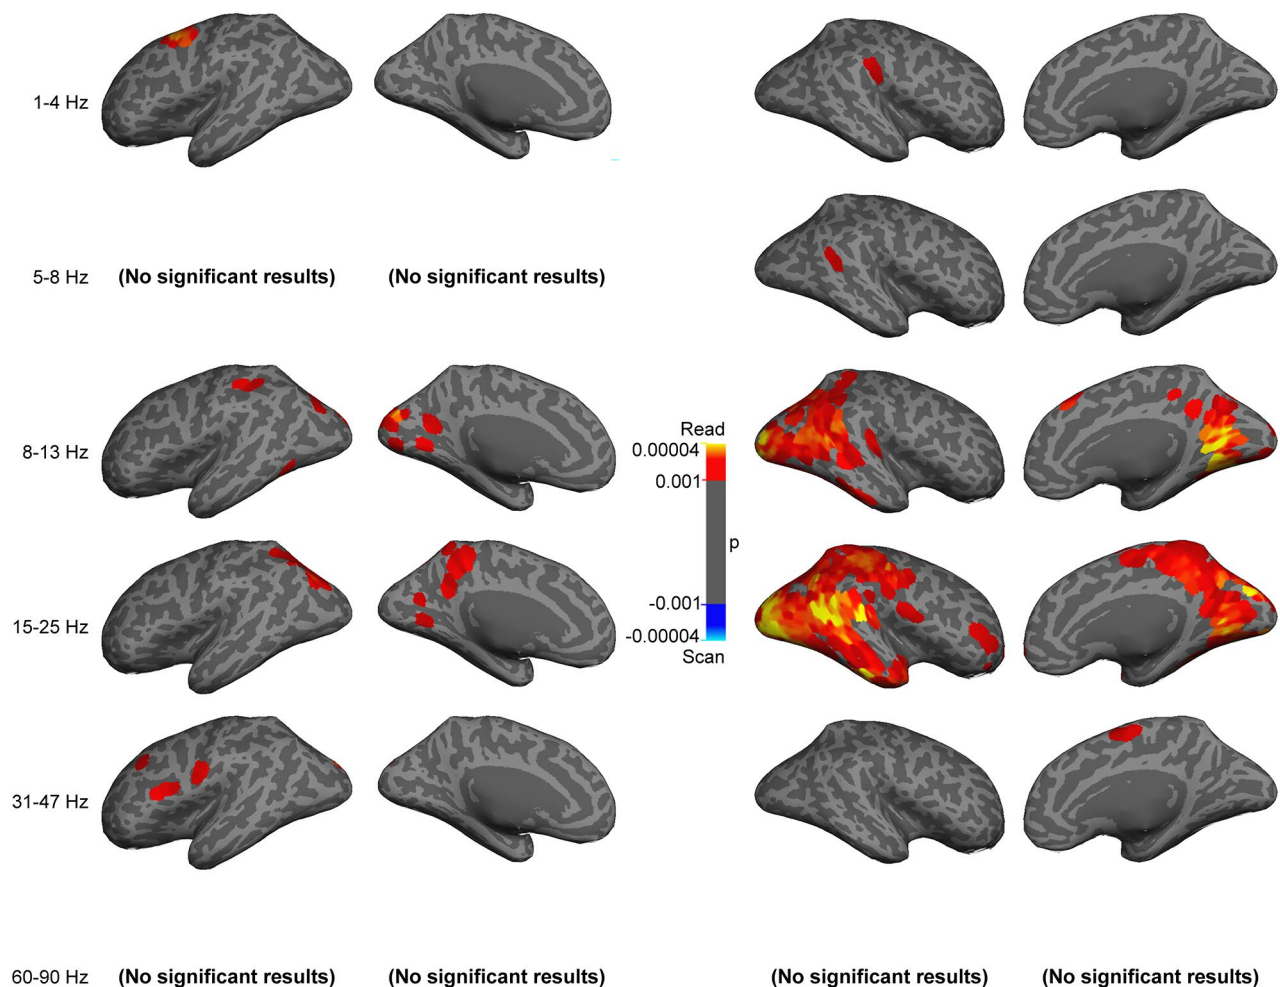 1-4 Hz
5-8 Hz (No significant results) (No significant results)
8-13 Hz
Read
0.00004
0.001
p
-0.001
-0.00004
Scan
15-25 Hz
31-47 Hz
60-90 Hz (No significant results) (No significant results) (No significant results) (No significant results)